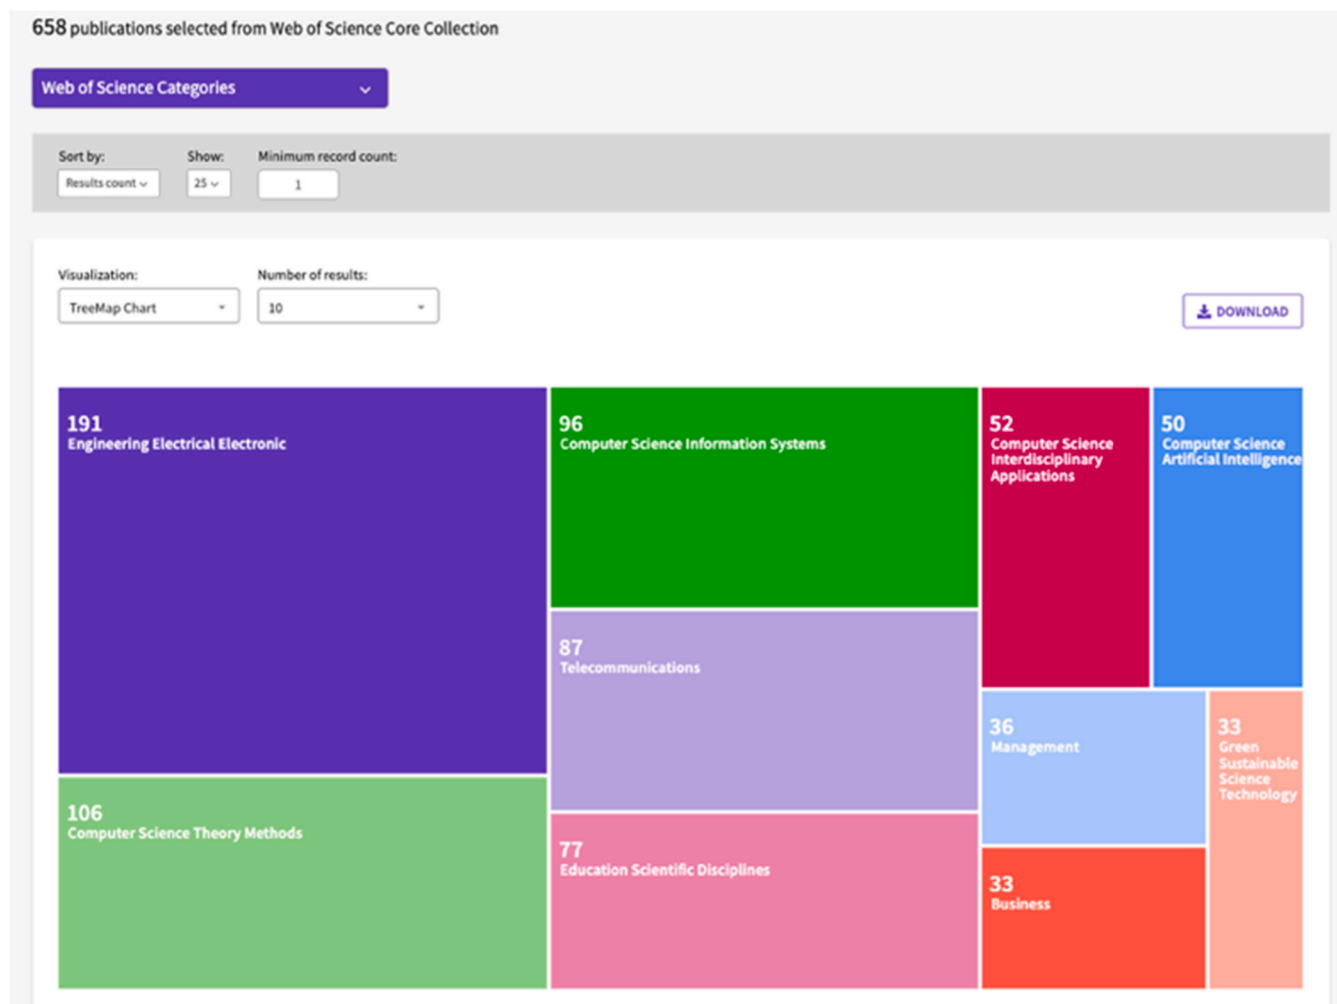 658 publications selected from Web of Science Core Collection
Web of Science Categories
Sort by:
Show:
Minimum record count:
Results count
25
1
Visualization:
Number of results:
TreeMap Chart
10
DOWNLOAD
191
Engineering Electrical Electronic
96
Computer Science Information Systems
52
Computer Science
Interdisciplinary
Applications
50
Computer Science
Artificial Intelligence
87
Telecommunications
36
Management
33
Green
Sustainable
Science
Technology
106
Computer Science Theory Methods
77
Education Scientific Disciplines
33
Business